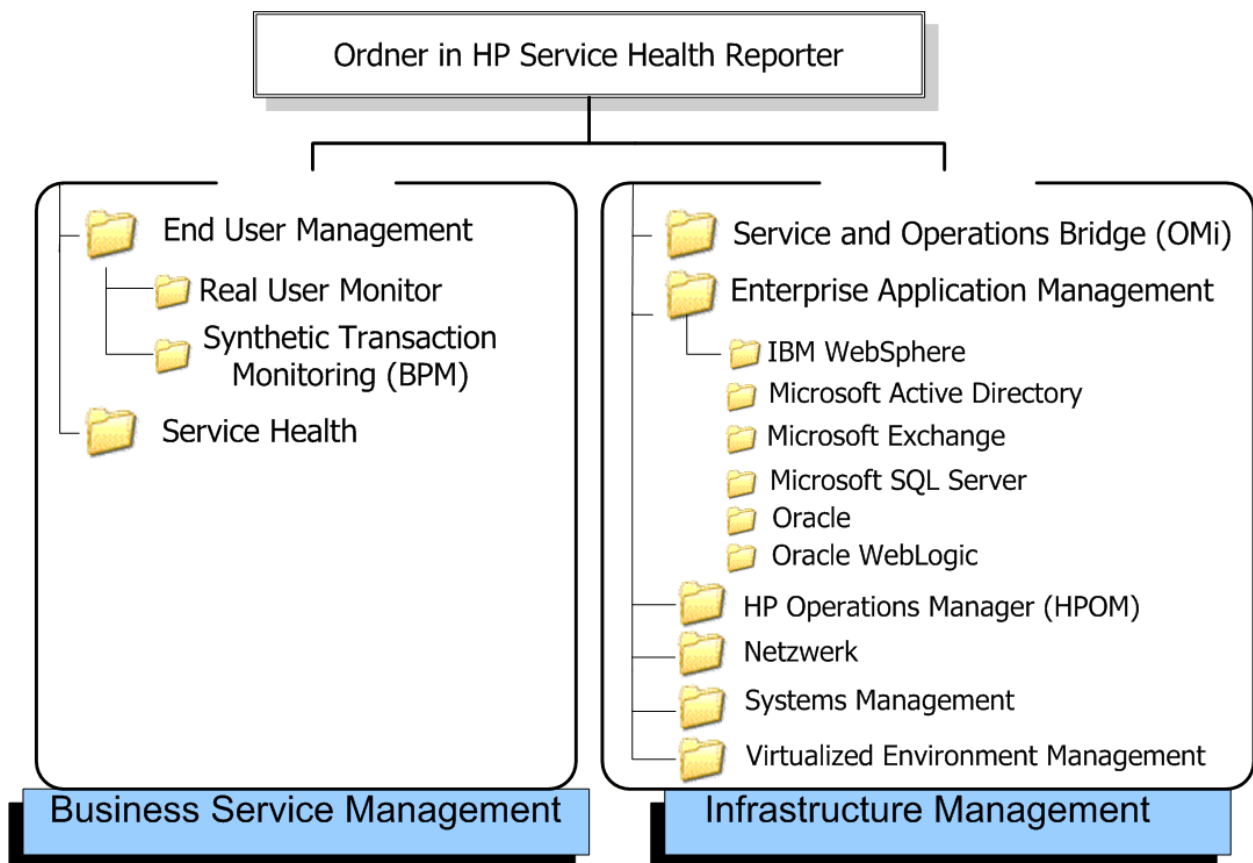 Ordner in HP Service Health Reporter
End User Management
Real User Monitor
Synthetic Transaction
Monitoring (BPM)
Service Health
Business Service Management
Service and Operations Bridge (OMi)
Enterprise Application Management
IBM WebSphere
Microsoft Active Directory
Microsoft Exchange
Microsoft SQL Server
Oracle
Oracle WebLogic
HP Operations Manager (HPOM)
Netzwerk
Systems Management
Virtualized Environment Management
Infrastructure Management